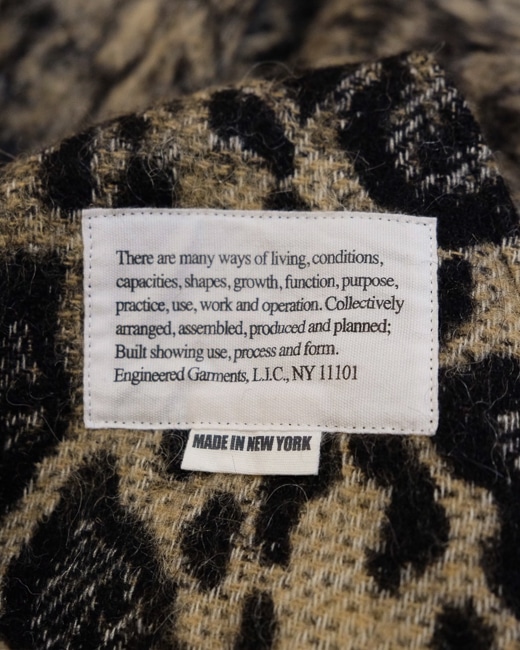 There are many ways of living, conditions,
capacities, shapes, growth, function, purpose,
practice, use, work and operation. Collectively
arranged, assembled, produced and planned;
Built showing use, process and form.
Engineered Garments, L.I.C., NY 11101
MADE IN NEW YORK